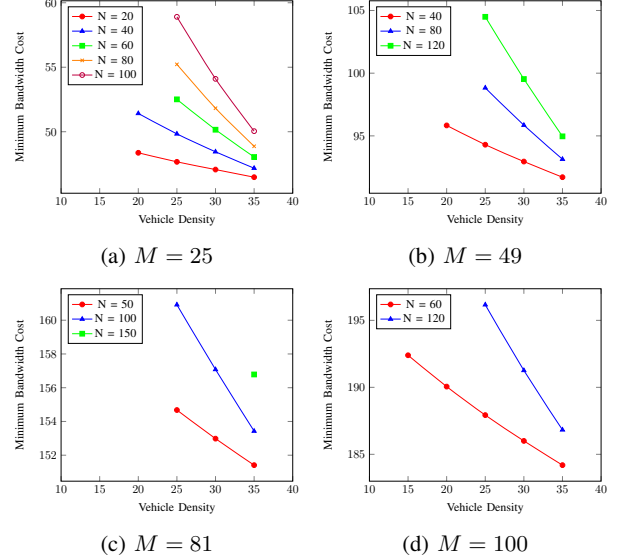 60
50
N = 20
N = 40
N = 60
N = 80
N = 100
Minimum Bandwidth Cost
10 15 20 25 30 35 40
Vehicle Density
(a) M = 25
105
100
95
N = 40
N = 80
N = 120
Minimum Bandwidth Cost
10 15 20 25 30 35 40
Vehicle Density
(b) M = 49
160
158
156
154
152
N = 50
N = 100
N = 150
Minimum Bandwidth Cost
10 15 20 25 30 35 40
Vehicle Density
(c) M = 81
195
190
185
N = 60
N = 120
Minimum Bandwidth Cost
10 15 20 25 30 35 40
Vehicle Density
(d) M = 100